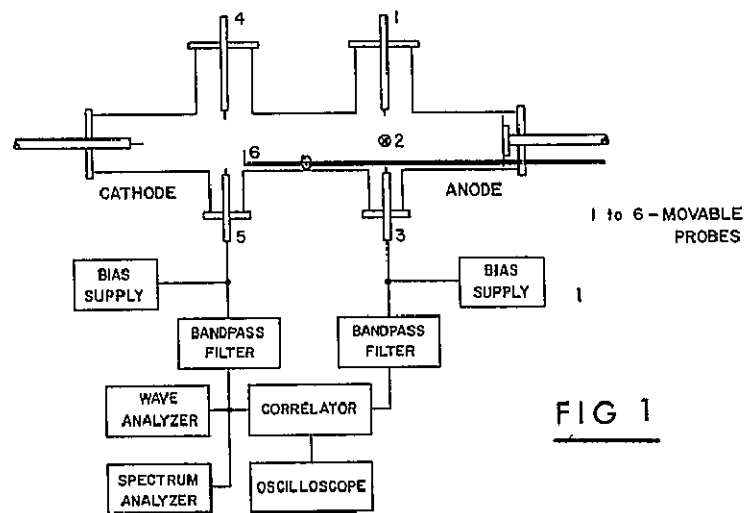 4
1
2
6
CATHODE
ANODE
5
3
1 to 6 - MOVABLE
PROBES
BIAS
SUPPLY
BIAS
SUPPLY
1
BANDPASS
FILTER
BANDPASS
FILTER
WAVE
ANALYZER
CORRELATOR
FIG 1
SPECTRUM
ANALYZER
OSCILLOSCOPE